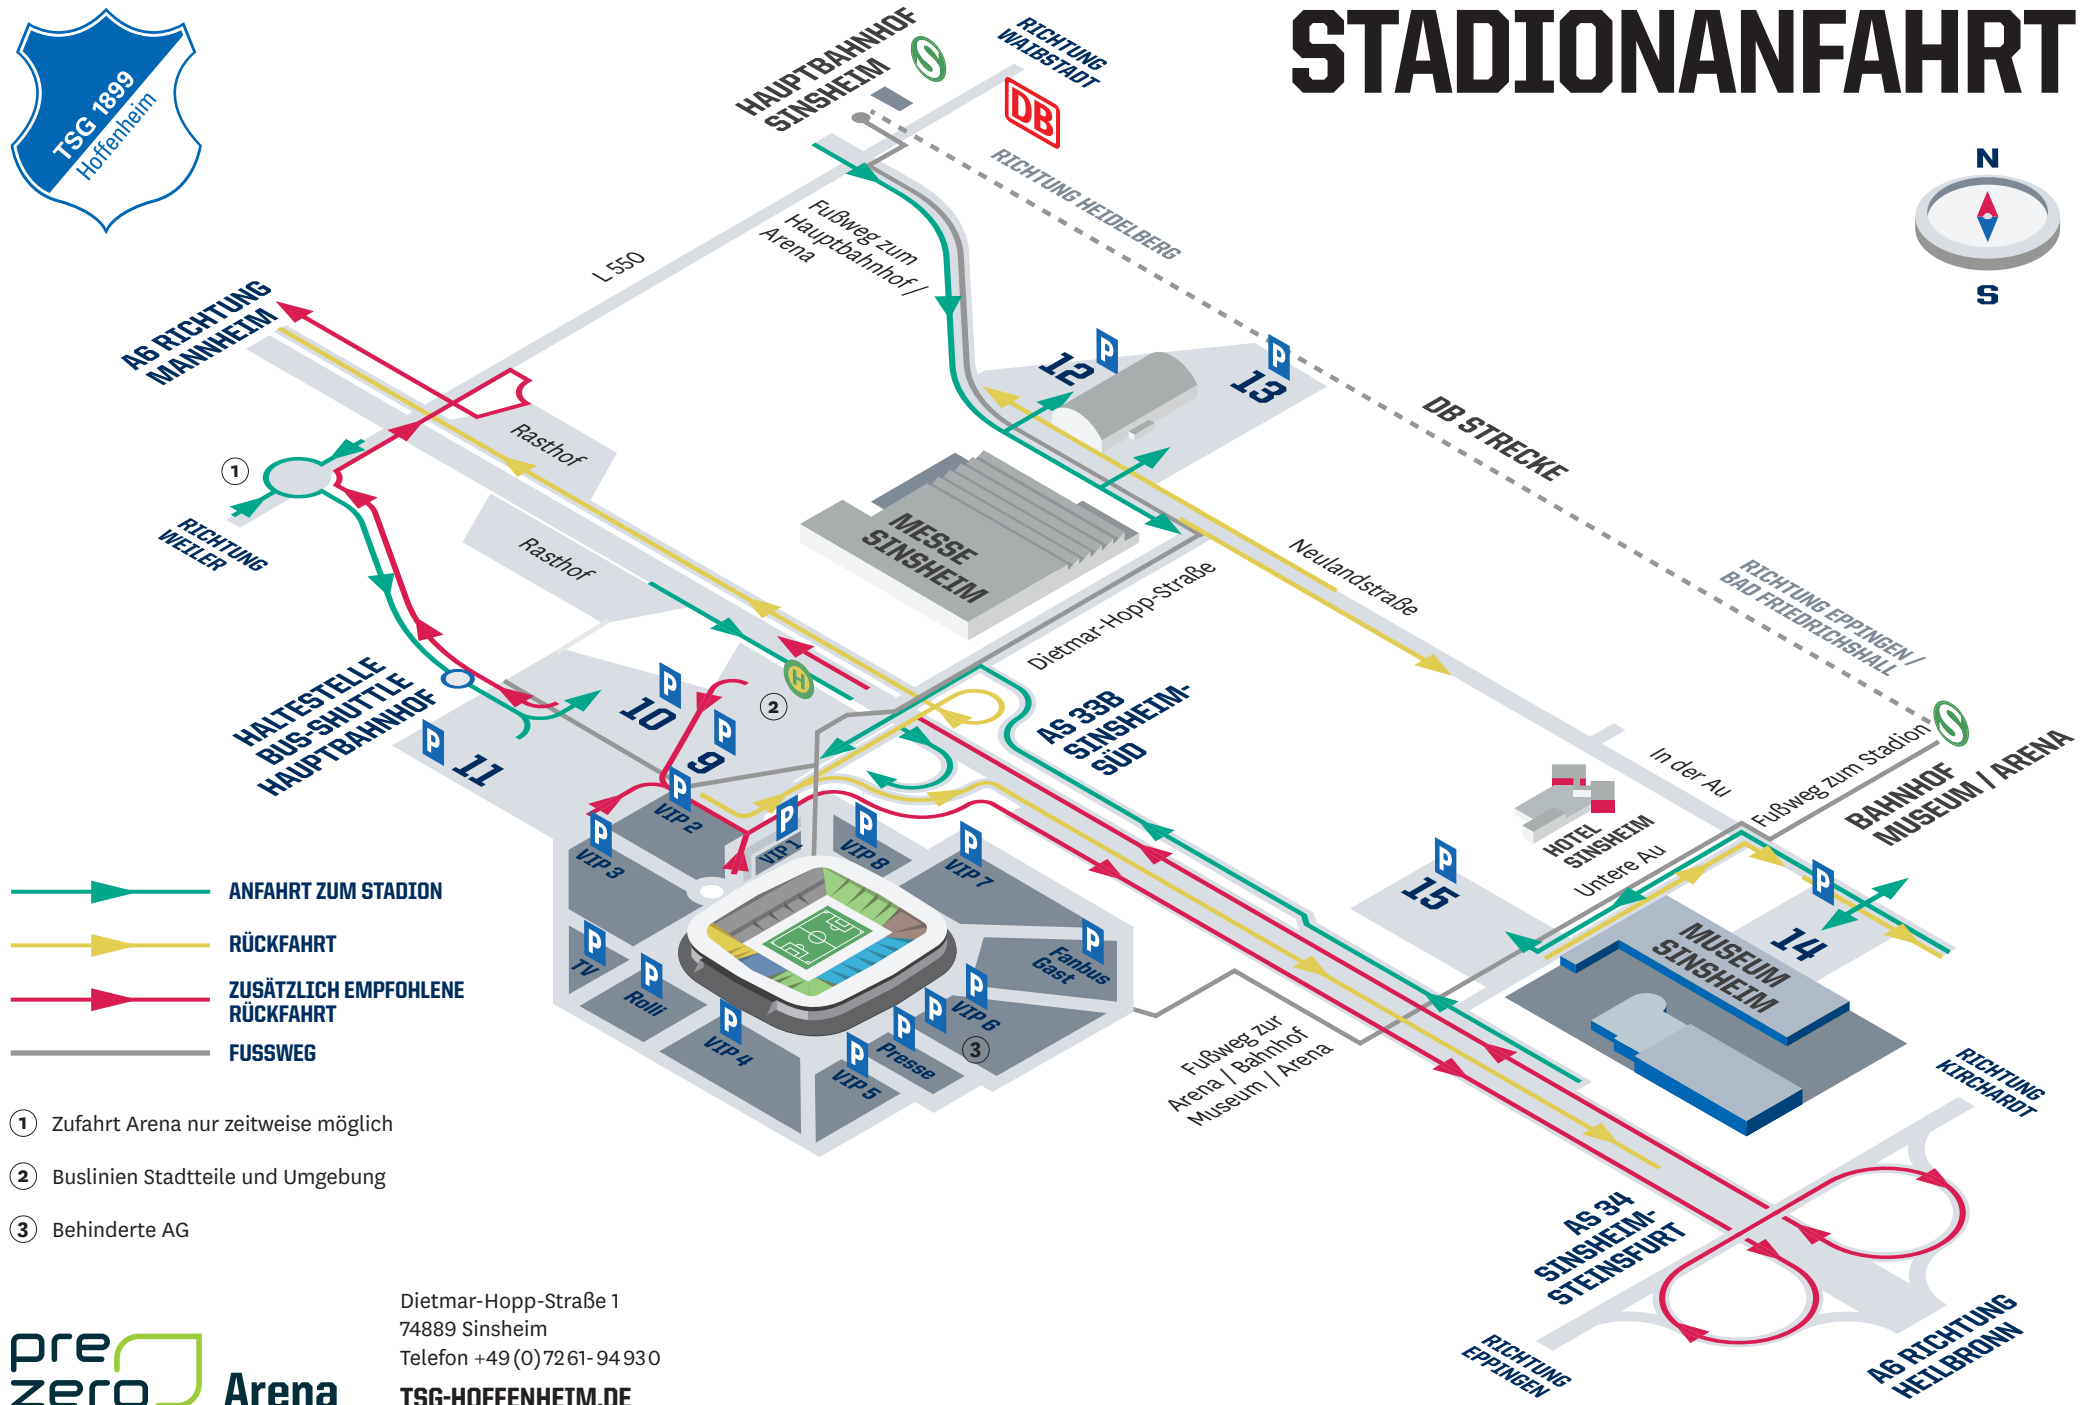 STADIONANFAHRT
TSG 1899
Hoffenheim
HAUPTBAHNHOF
SINSHEIM
S
RICHTUNG
WAIBSTADT
DB
RICHTUNG HEIDELBERG
N
S
Fußweg zum
Hauptbahnhof /
Arena
L 550
A6 RICHTUNG
MANNHEIM
P
12
P
13
DB STRECKE
Rasthof
1
RICHTUNG
WEILER
Rasthof
MESSE
SINSHEIM
Neulandstraße
Dietmar-Hopp-Straße
RICHTUNG EPPINGEN /
BAD FRIEDRICHSHALL
HALTESTELLE
BUS-SHUTTLE
HAUPTBAHNHOF
P
10
H
2
P
9
P
11
AS 33B
SINSHEIM-
SÜD
S
In der Au
Fußweg zum Stadion
BAHNHOF
MUSEUM / ARENA
HOTEL
SINSHEIM
Untere Au
P
VIP 2
P
VIP 1
P
VIP 3
P
VIP 8
P
VIP 7
P
15
P
14
MUSEUM
SINSHEIM
P
TV
P
Rolli
P
VIP 4
P
VIP 5
P
Presse
P
P
VIP 6
3
P
Fanbus
Gast
Fußweg zur
Arena / Bahnhof
Museum / Arena
RICHTUNG
KIRCHARDT
AS 34
SINSHEIM-
STEINSFURT
RICHTUNG
EPPINGEN
A6 RICHTUNG
HEILBRONN
ANFAHRT ZUM STADION
RÜCKFAHRT
ZUSÄTZLICH EMPFOHLENE
RÜCKFAHRT
FUSSWEG
1 Zufahrt Arena nur zeitweise möglich
2 Buslinien Stadtteile und Umgebung
3 Behinderte AG
pre
zero
Arena
Dietmar-Hopp-Straße 1
74889 Sinsheim
Telefon +49 (0) 72 61- 94 930
TSG-HOFFENHEIM.DE